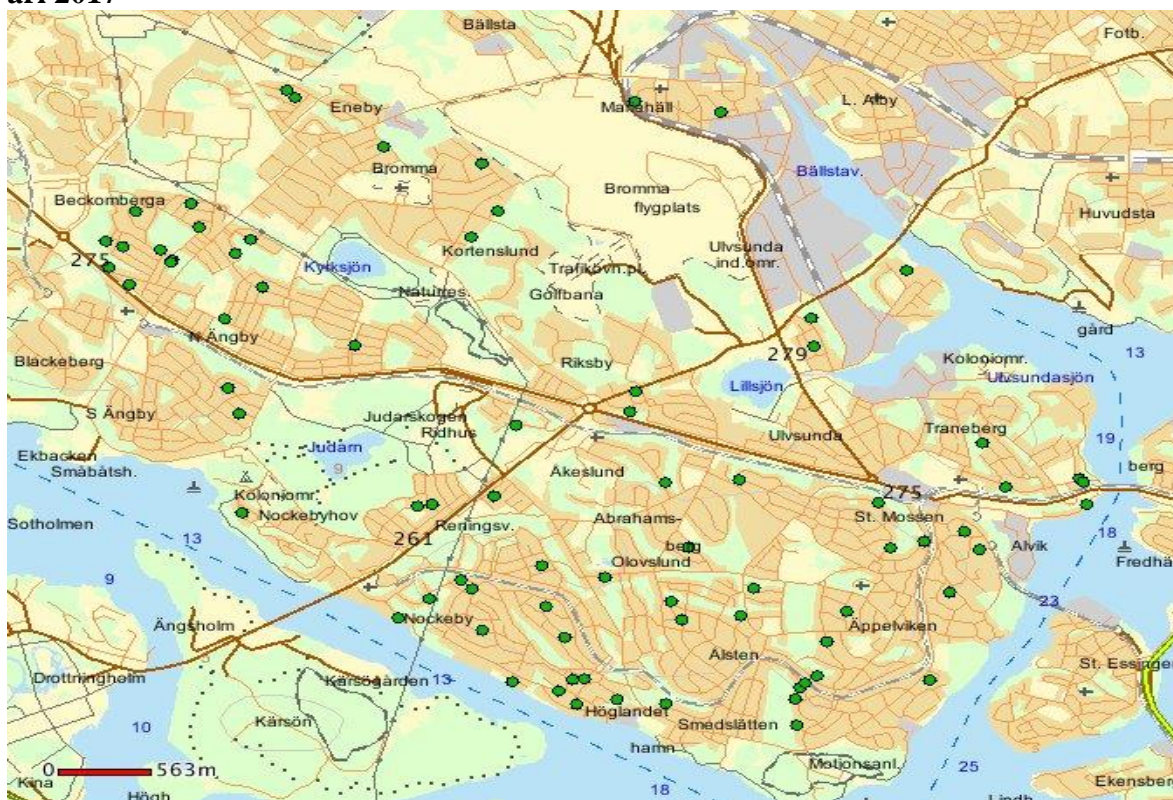 ari 2017
Bällsta
Fotb.
Eneby
L. Alby
Bromma
Bällstav.
Beckomberga
Bromma
flygplats
Huvudsta
275
Kortenslund
Ulvsunda
ind.omr.
Kyrksjön
Trafikövn.pl.
Naturres.
Golfbana
gård
N Ängby
13
Blackeberg
Riksby
279
Koloniomr.
Ulvsundasjön
Lillsjön
S Ängby
Judarskogen
Ridhus
Ulvsunda
Traneberg
19
Ekbacken
Småbåtsh.
Judarn
9
Åkeslund
berg
Koloniomr.
Nockebyhov
275
Sotholmen
Reningsv.
Abrahams-
berg
St. Mossen
13
261
Olovslund
Alvik
18
Fredhä
9
23
Ängsholm
Nockeby
Äppelviken
Ålsten
St. Essingen
Drottningholm
Kärsögården
13
Höglandet
Smedslätten
10
Kärsön
hamn
Motionsanl.
25
0
563m
Kina
Högh.
18
Ekensber
Lindh